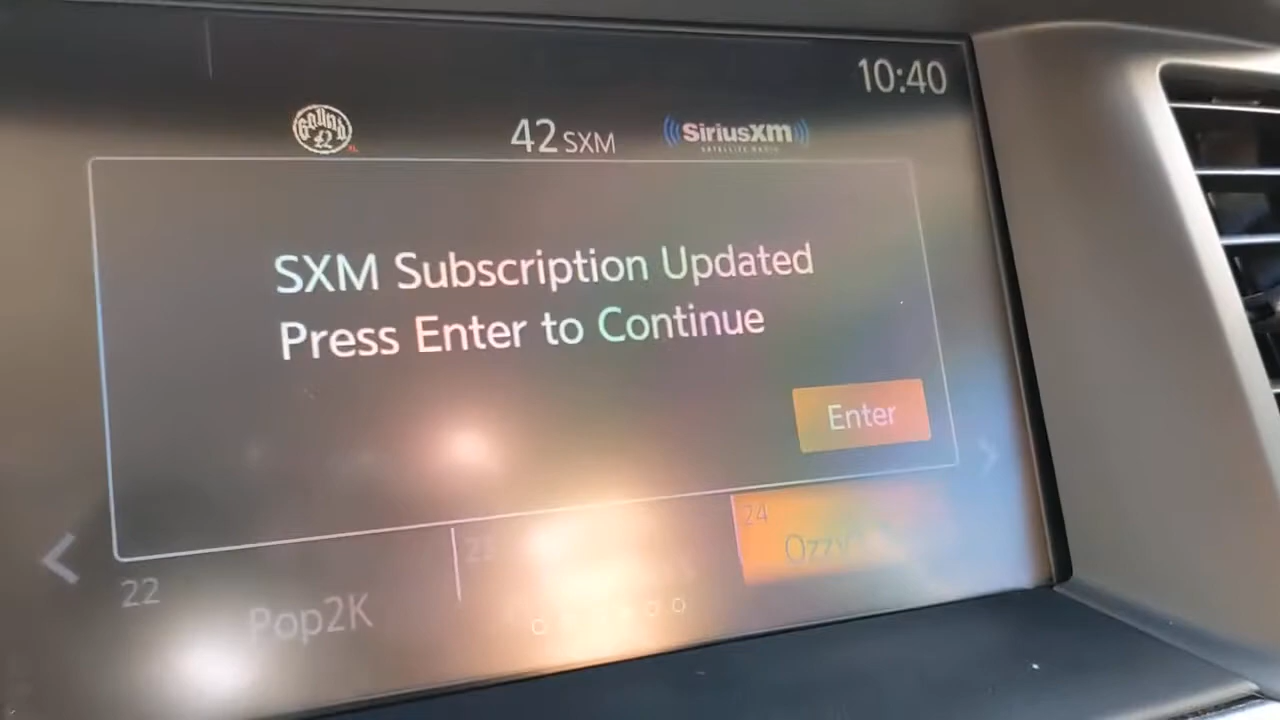 10:40
42 SXM
SiriusXM
SATELLITE RADIO
SXM Subscription Updated
Press Enter to Continue
Enter
22
Pop2K
24